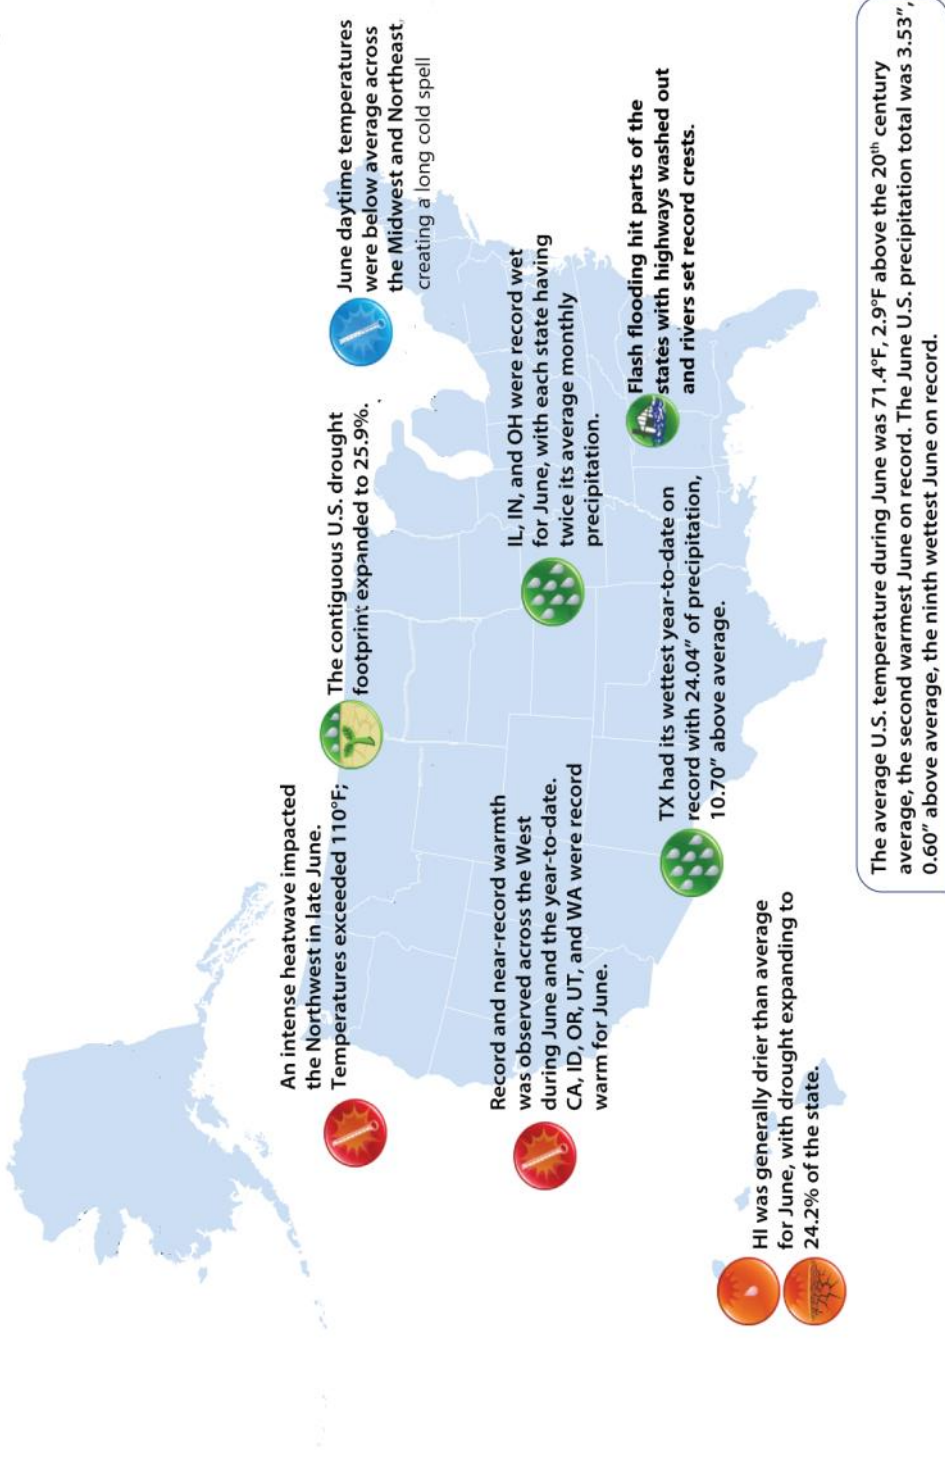 An intense heatwave impacted
the Northwest in late June.
Temperatures exceeded 110°F;
The contiguous U.S. drought
footprint expanded to 25.9%.
June daytime temperatures
were below average across
the Midwest and Northeast,
creating a long cold spell
Record and near-record warmth
was observed across the West
during June and the year-to-date.
CA, ID, OR, UT, and WA were record
warm for June.
IL, IN, and OH were record wet
for June, with each state having
twice its average monthly
precipitation.
Flash flooding hit parts of the
states with highways washed out
and rivers set record crests.
TX had its wettest year-to-date on
record with 24.04" of precipitation,
10.70" above average.
HI was generally drier than average
for June, with drought expanding to
24.2% of the state.
The average U.S. temperature during June was 71.4°F, 2.9°F above the 20th century
average, the second warmest June on record. The June U.S. precipitation total was 3.53",
0.60" above average, the ninth wettest June on record.